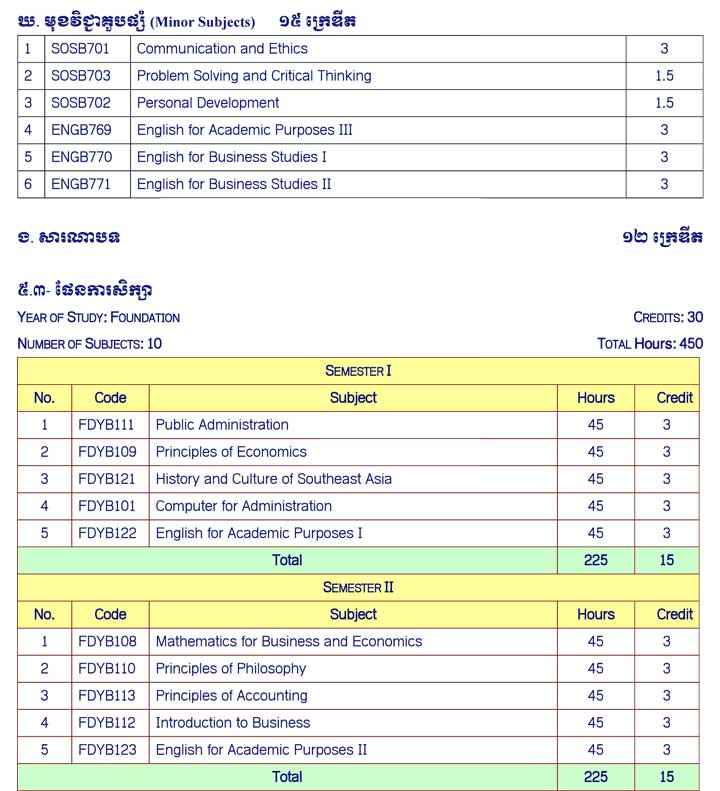 ឃ. មុខវិជ្ជាគួបផ្សំ (Minor Subjects) ១៥ ក្រេឌីត
1 SOSB701 Communication and Ethics 3
2 SOSB703 Problem Solving and Critical Thinking 1.5
3 SOSB702 Personal Development 1.5
4 ENGB769 English for Academic Purposes III 3
5 ENGB770 English for Business Studies I 3
6 ENGB771 English for Business Studies II 3
ង. សារណាបទ ១២ ក្រេឌីត
៥.៣- ផែនការសិក្សា
YEAR OF STUDY: FOUNDATION CREDITS: 30
NUMBER OF SUBJECTS: 10 TOTAL Hours: 450
SEMESTER I
No. Code Subject Hours Credit
1 FDYB111 Public Administration 45 3
2 FDYB109 Principles of Economics 45 3
3 FDYB121 History and Culture of Southeast Asia 45 3
4 FDYB101 Computer for Administration 45 3
5 FDYB122 English for Academic Purposes I 45 3
Total 225 15
SEMESTER II
No. Code Subject Hours Credit
1 FDYB108 Mathematics for Business and Economics 45 3
2 FDYB110 Principles of Philosophy 45 3
3 FDYB113 Principles of Accounting 45 3
4 FDYB112 Introduction to Business 45 3
5 FDYB123 English for Academic Purposes II 45 3
Total 225 15